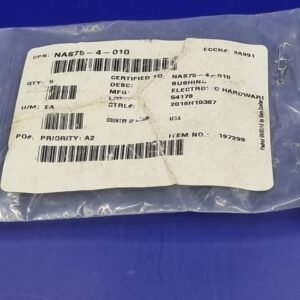 CPN: NAS75-4-010 ECCN#: 9A991
QTY: 5 CERTIFIED TO: NAS75-4-010
DESC: BUSHING
MFG: ELECTRONIC HARDWARE
LOT 54178
U/M: EA CTRL#: 2016H10387
COUNTRY OF USA
PO#: PRIORITY: A2 ITEM NO.: 197299